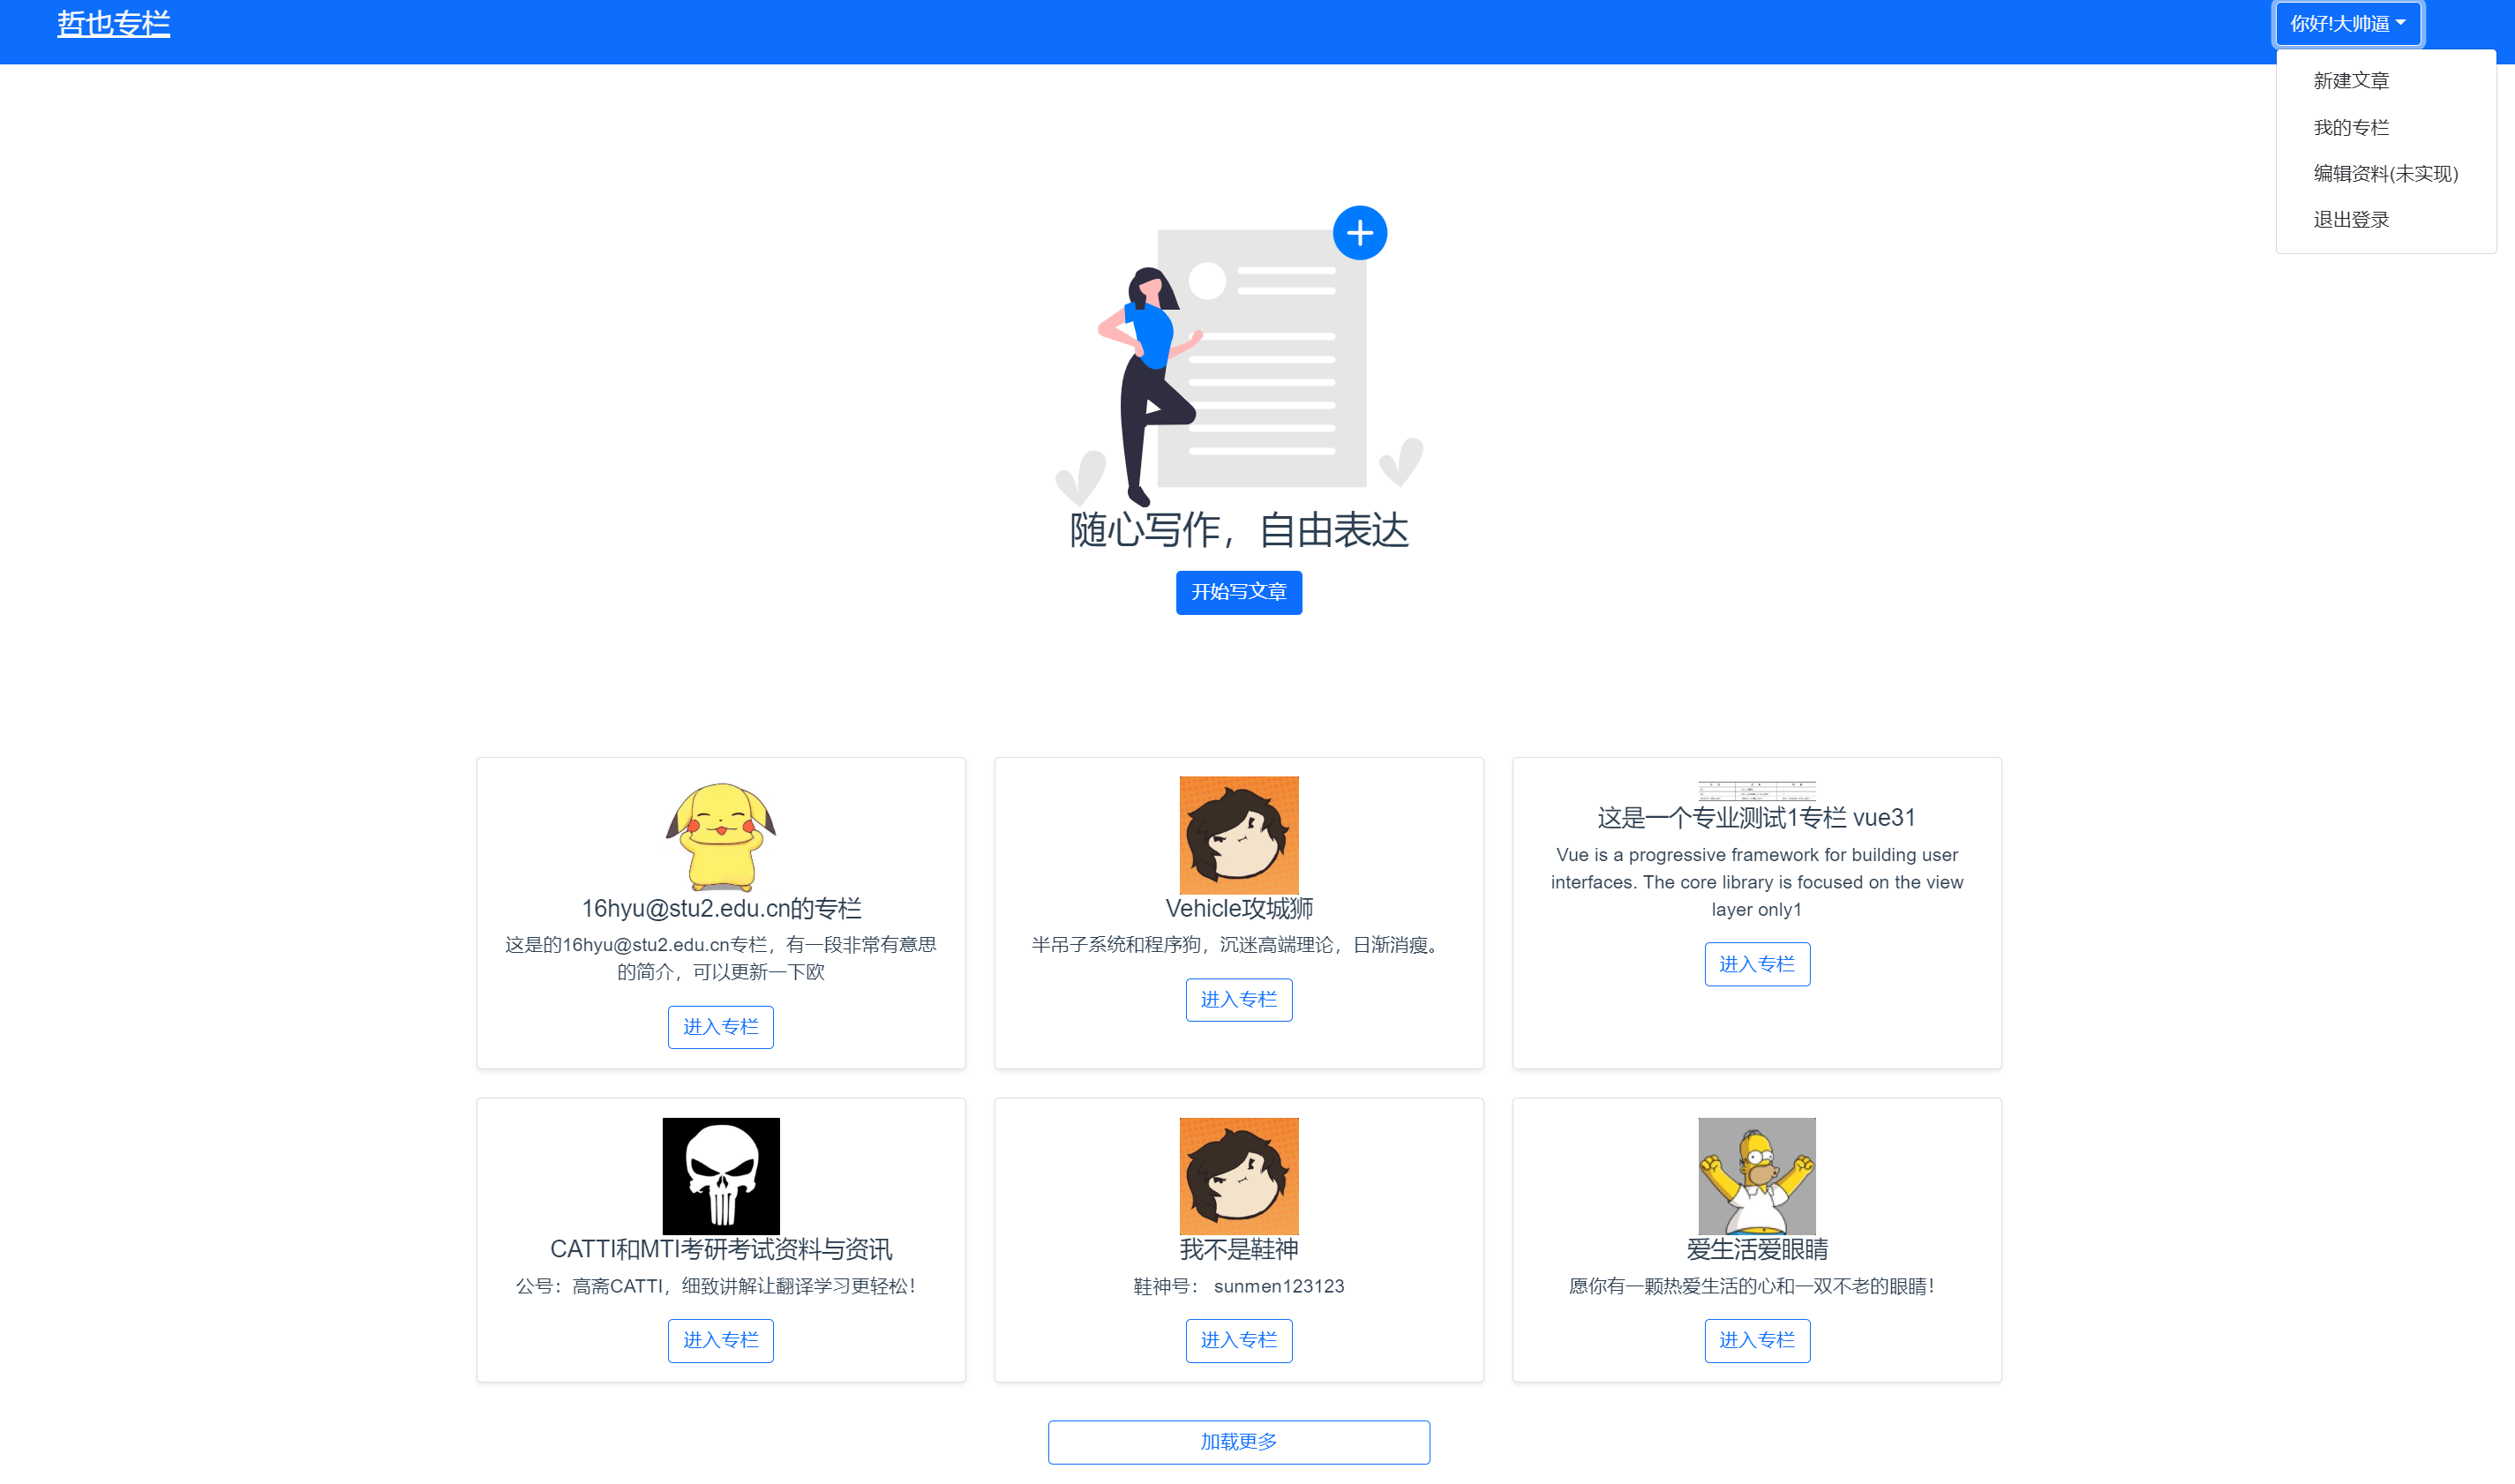 哲也专栏
你好!大帅逼
新建文章
我的专栏
编辑资料(未实现)
退出登录
随心写作，自由表达
开始写文章
16hyu@stu2.edu.cn的专栏
这是的16hyu@stu2.edu.cn专栏，有一段非常有意思
的简介，可以更新一下欧
进入专栏
Vehicle攻城狮
半吊子系统和程序狗，沉迷高端理论，日渐消瘦。
进入专栏
这是一个专业测试1专栏 vue31
Vue is a progressive framework for building user
interfaces. The core library is focused on the view
layer only1
进入专栏
CATTI和MTI考研考试资料与资讯
公号：高斋CATTI，细致讲解让翻译学习更轻松！
进入专栏
我不是鞋神
鞋神号： sunmen123123
进入专栏
爱生活爱眼睛
愿你有一颗热爱生活的心和一双不老的眼睛！
进入专栏
加载更多